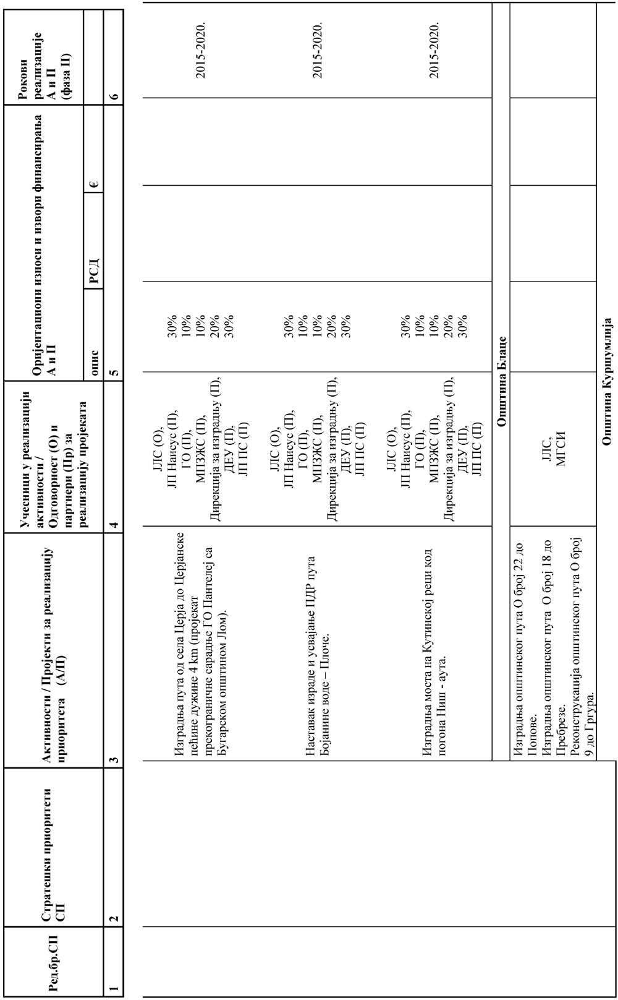 Ред.бр.СП
Стратешки приоритети
СП
Активности / Пројекти за реализацију
приоритета (А/П)
Учесници у реализацији
активности /
Одговорност (О) и
партнери (Пр) за
реализацију пројеката
Оријентациони износи и извори финансирања
А и П
опис
РСД
€
Рокови
реализације
А и П
(фаза II)
1
2
3
4
5
6
Изградња пута од села Церја до Церјанске
пећине дужине 4 km (пројекат
прекограничне сарадње ГО Пантелеј са
Бугарском општином Лом).
ЈЛС (О),
ЈП Наисус (П),
ГО (П),
МПЗЖС (П),
Дирекција за изградњу (П),
ДЕУ (П),
ЈП ПС (П)
30%
10%
10%
20%
30%
2015-2020.
Наставак израде и усвајање ПДР пута
Бојанине воде – Плоче.
ЈЛС (О),
ЈП Наисус (П),
ГО (П),
МПЗЖС (П),
Дирекција за изградњу (П),
ДЕУ (П),
ЈП ПС (П)
30%
10%
10%
20%
30%
2015-2020.
Изградња моста на Кутинској реци код
погона Ниш - аута.
ЈЛС (О),
ЈП Наисус (П),
ГО (П),
МПЗЖС (П),
Дирекција за изградњу (П),
ДЕУ (П),
ЈП ПС (П)
30%
10%
10%
20%
30%
2015-2020.
Општина Блаце
Изградња општинског пута О број 22 до
Попове.
Изградња општинског пута О број 18 до
Пребрезе.
Реконструкација општинског пута О број
9 до Гргура.
ЈЛС,
МГСИ
Општина Куршумлија